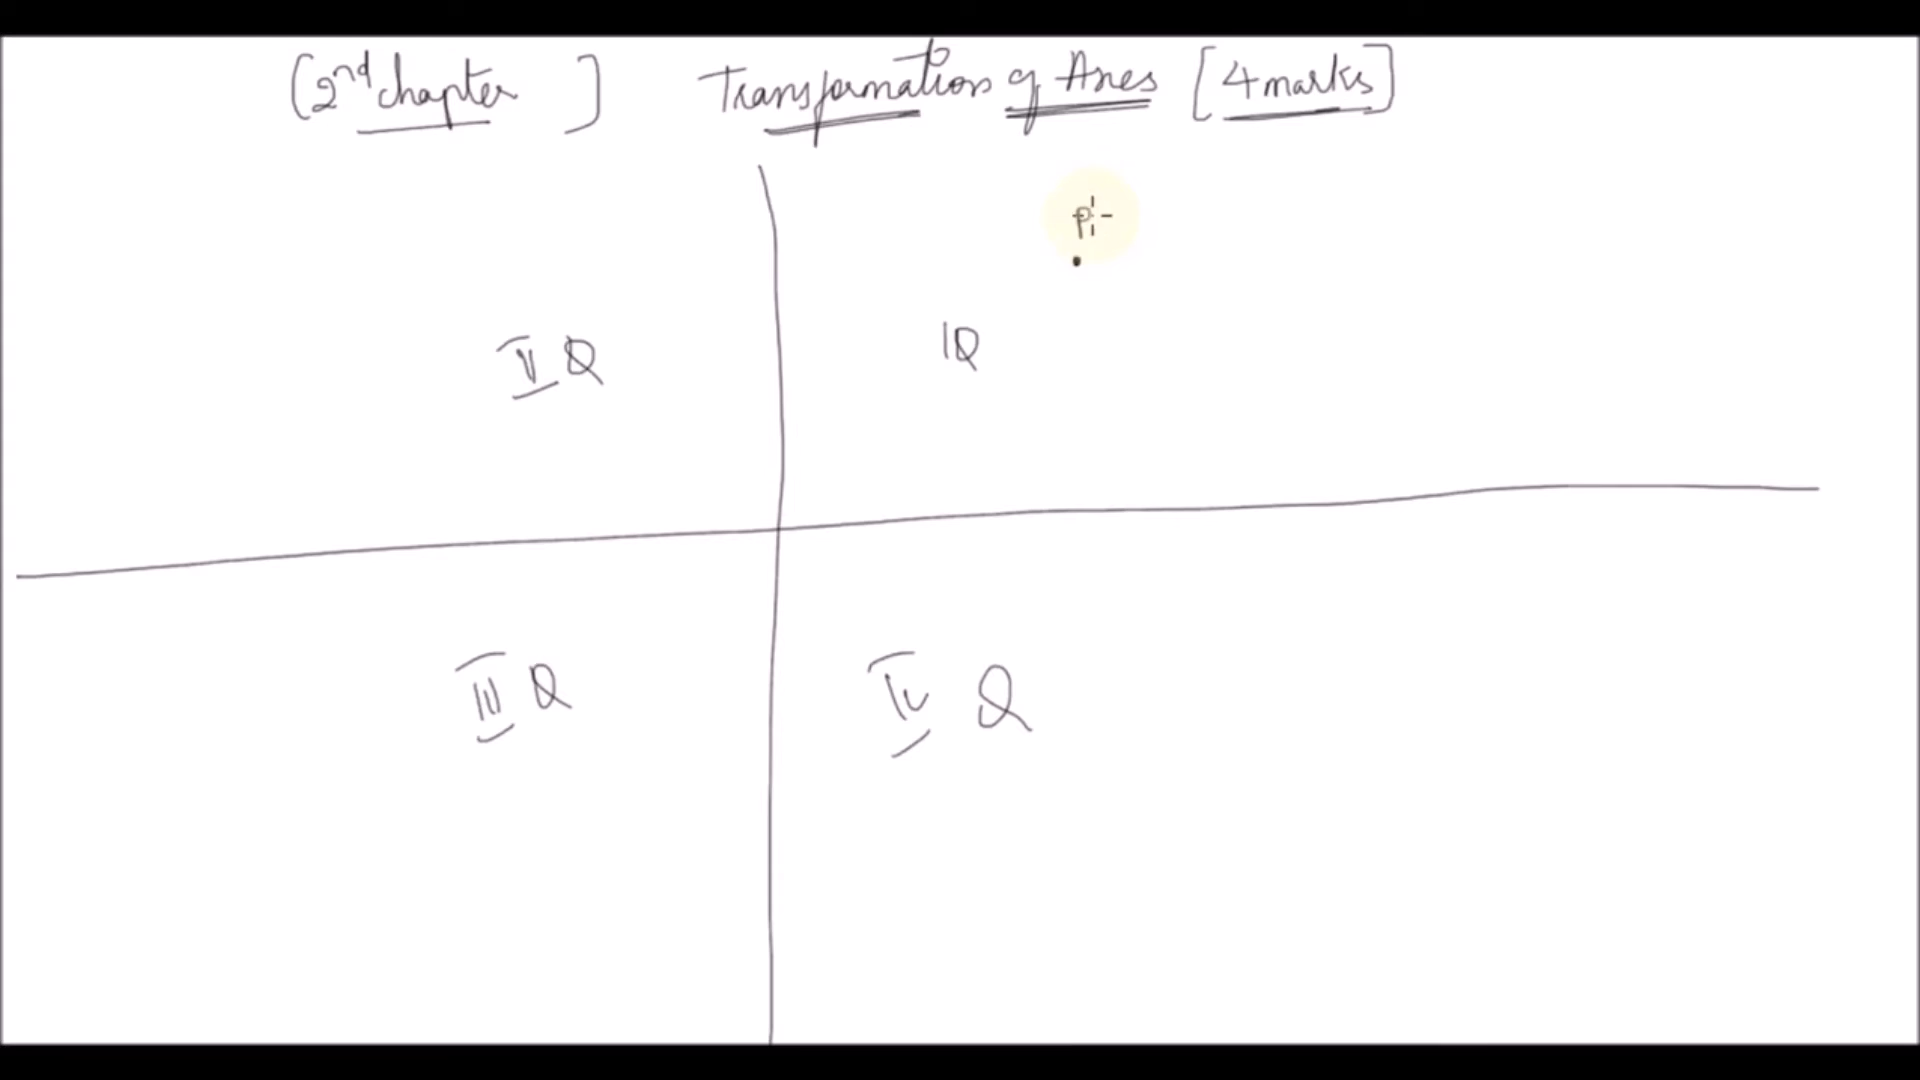 (2nd chapter ] Transformation of Axes [4 marks]
P
II Q IQ
III Q IV Q